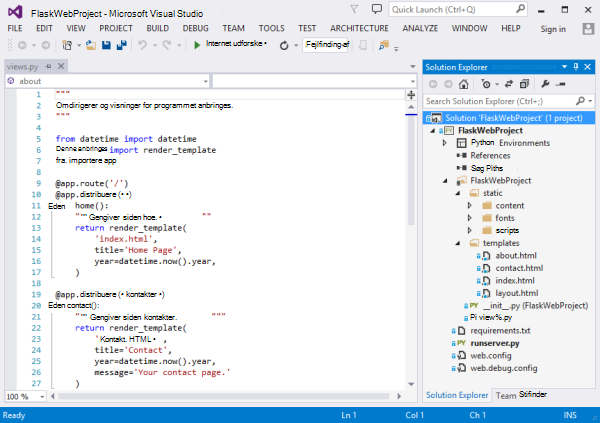 FlaskWebProject - Microsoft Visual Studio
Quick Launch (Ctrl+Q)
FILE EDIT VIEW PROJECT BUILD DEBUG TEAM TOOLS TEST ARCHITECTURE ANALYZE WINDOW HELP Sign in
Internet udforske • Fejlfinding af
views.py
about
1 """
2 Omdirigerer og visninger for programmet anbringes.
3 """
4
5 from datetime import datetime
6 Denne anbringes import render_template
7 fra. importere app
8
9 @app.route('/')
10 @app.distribuere (• •)
11 Eden home():
12 """ Gengiver siden hoe. • ""
13 return render_template(
14 'index.html',
15 title='Home Page',
16 year=datetime.now().year,
17 )
18
19 @app.distribuere (• kontakter •)
20 Eden contact():
21 """ Gengiver siden kontakter. """
22 return render_template(
23 'Kontakt. HTML • ,
24 title='Contact',
25 year=datetime.now().year,
26 message='Your contact page.'
27 )
100 %
Solution Explorer
Search Solution Explorer (Ctrl+;)
Solution 'FlaskWebProject' (1 project)
FlaskWebProject
Python Environments
References
Søg Piths
FlaskWebProject
static
content
fonts
scripts
templates
about.html
contact.html
index.html
layout.html
__init__.py (FlaskWebProject)
Pi view%.py
requirements.txt
PY runserver.py
web.config
web.debug.config
Solution Explorer Team Stifinder
Ready Ln 1 Col 1 Ch 1 INS